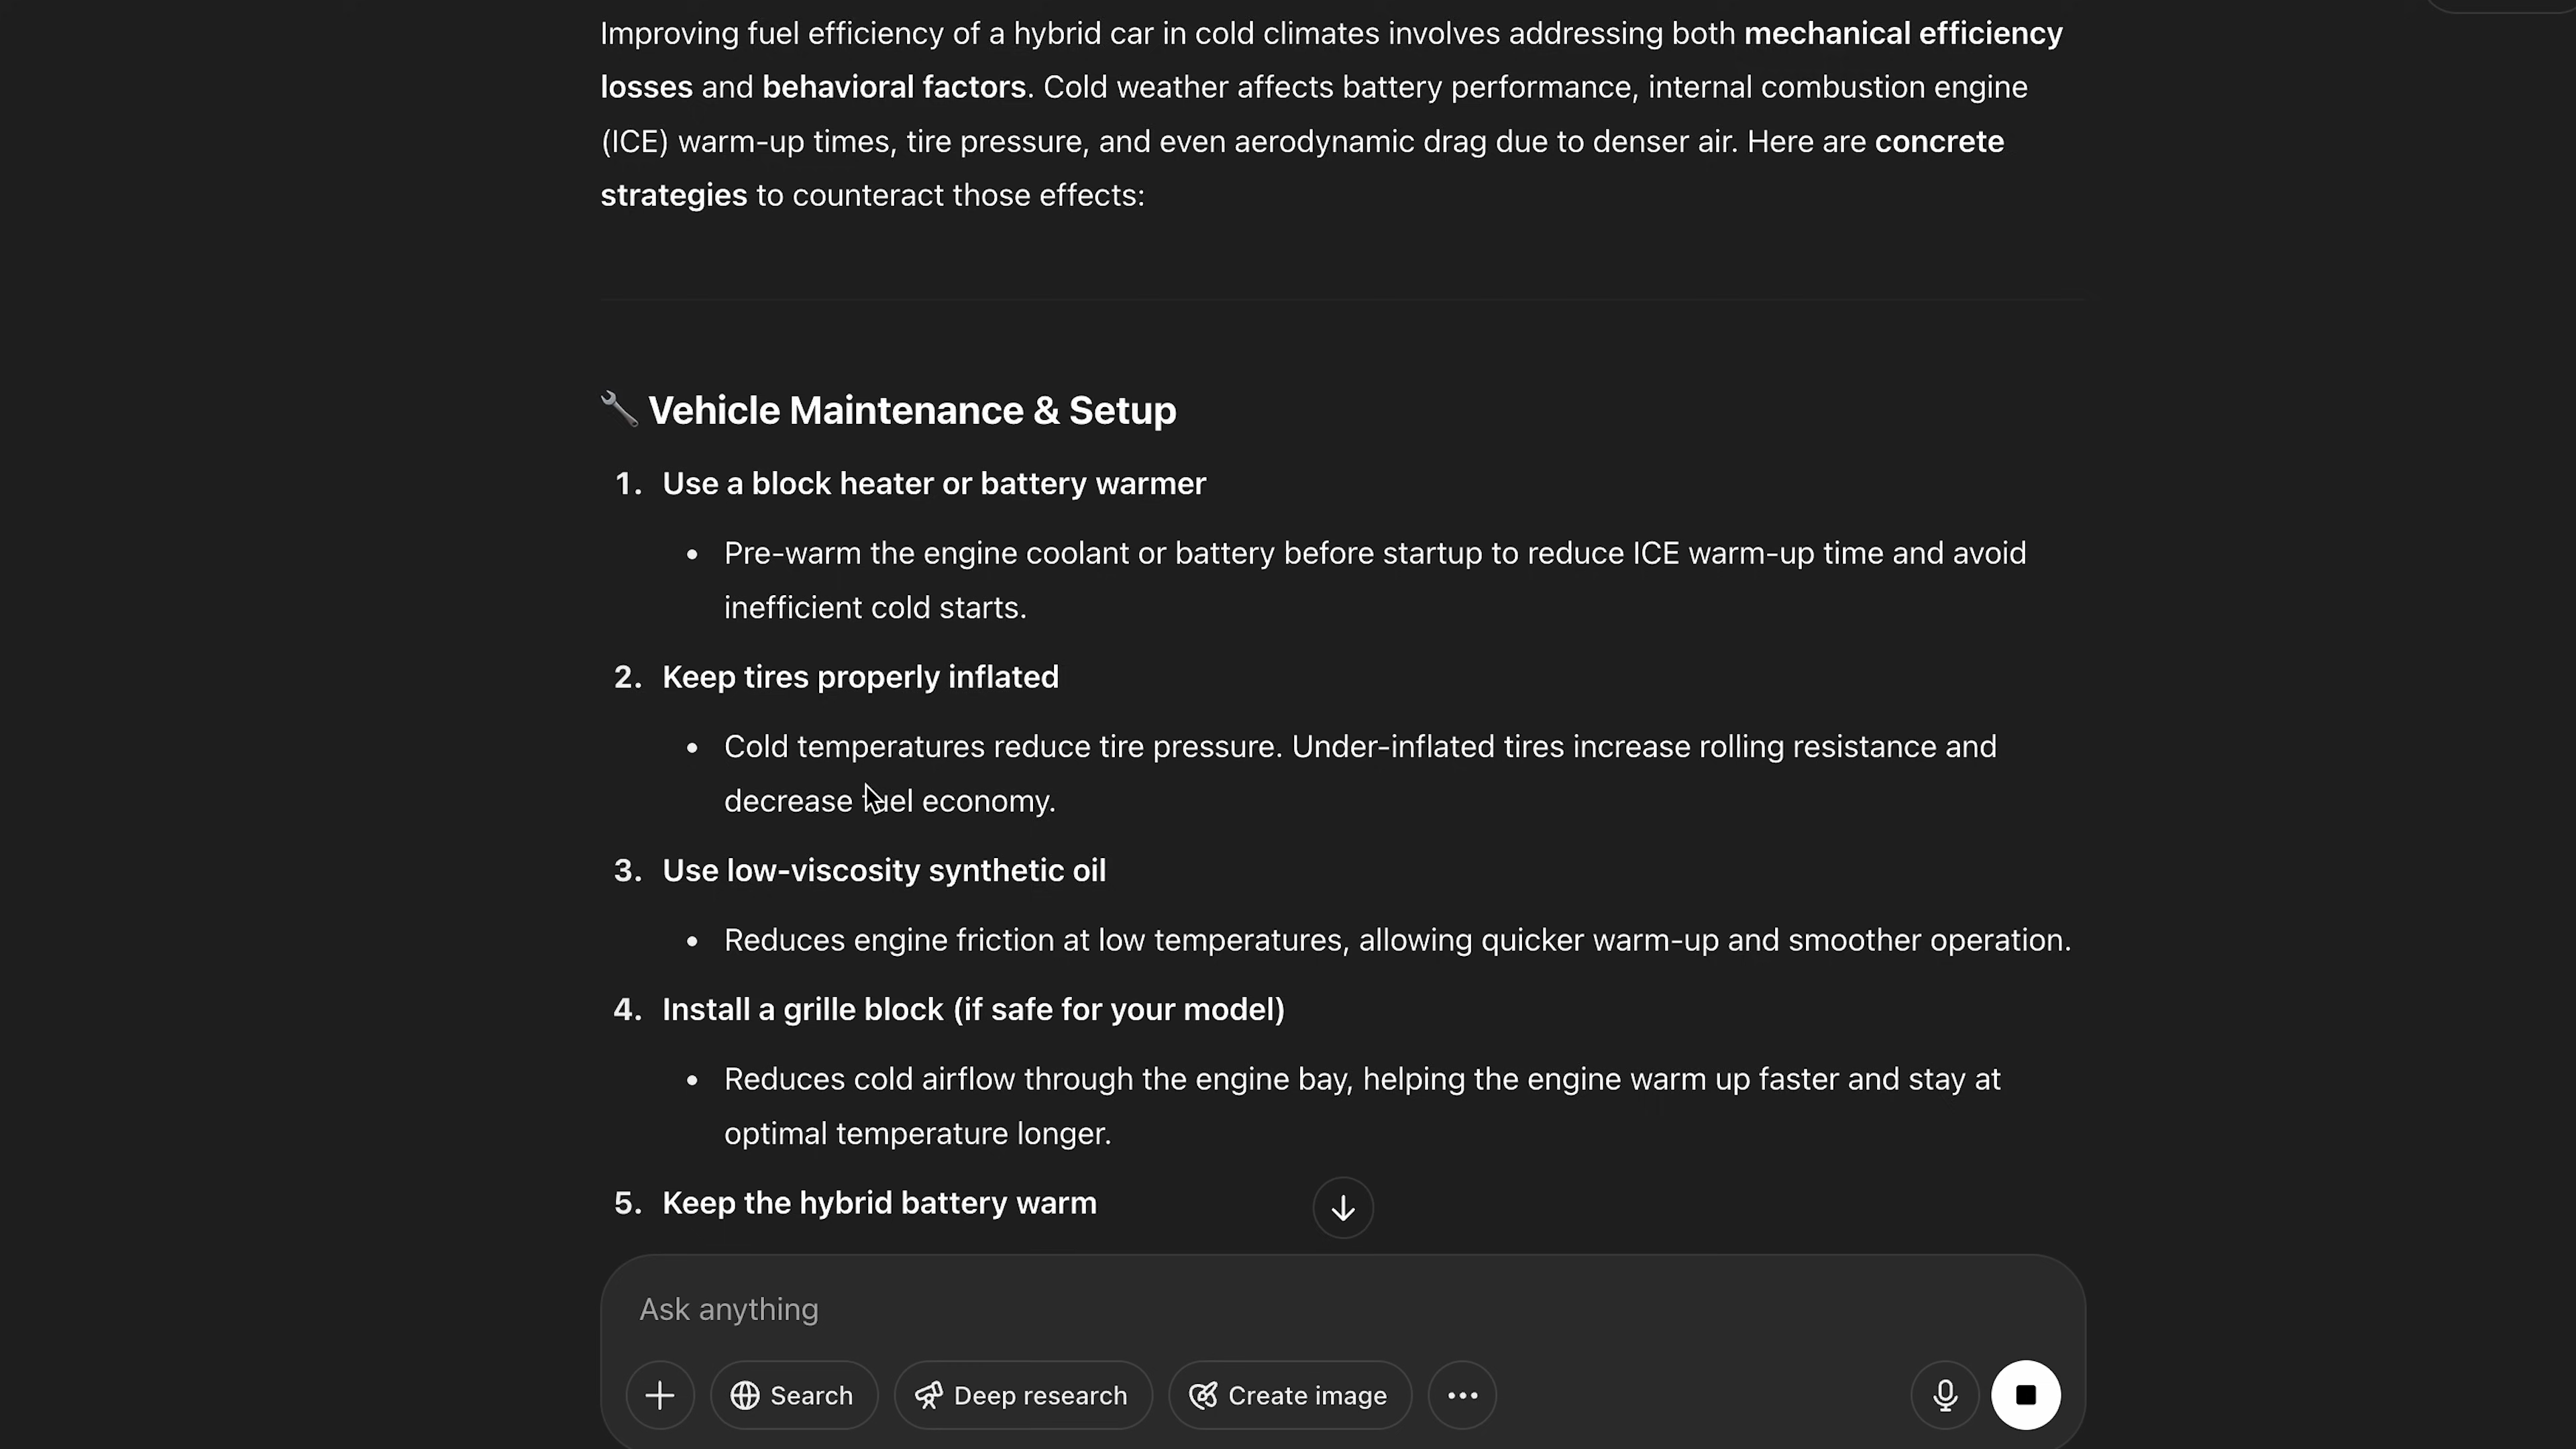 Improving fuel efficiency of a hybrid car in cold climates involves addressing both mechanical efficiency
losses and behavioral factors. Cold weather affects battery performance, internal combustion engine
(ICE) warm-up times, tire pressure, and even aerodynamic drag due to denser air. Here are concrete
strategies to counteract those effects:
Vehicle Maintenance & Setup
1. Use a block heater or battery warmer
• Pre-warm the engine coolant or battery before startup to reduce ICE warm-up time and avoid
inefficient cold starts.
2. Keep tires properly inflated
• Cold temperatures reduce tire pressure. Under-inflated tires increase rolling resistance and
decrease fuel economy.
3. Use low-viscosity synthetic oil
• Reduces engine friction at low temperatures, allowing quicker warm-up and smoother operation.
4. Install a grille block (if safe for your model)
• Reduces cold airflow through the engine bay, helping the engine warm up faster and stay at
optimal temperature longer.
5. Keep the hybrid battery warm
Ask anything
Search Deep research Create image